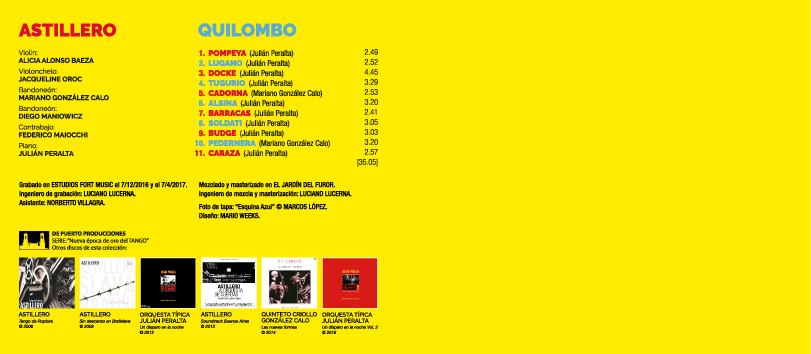 ASTILLERO
Violín:
ALICIA ALONSO BAEZA
Violonchelo:
JACQUELINE OROC
Bandoneón:
MARIANO GONZÁLEZ CALO
Bandoneón:
DIEGO MANIOWICZ
Contrabajo:
FEDERICO MAIOCCHI
Piano:
JULIÁN PERALTA
QUILOMBO
1. POMPEYA (Julián Peralta) 2.49
2. LUGANO (Julián Peralta) 2.52
3. DOCKE (Julián Peralta) 4.45
4. TUGURIO (Julián Peralta) 3.29
5. CADORNA (Mariano González Calo) 2.53
6. ALSINA (Julián Peralta) 3.20
7. BARRACAS (Julián Peralta) 2.41
8. SOLDATI (Julián Peralta) 3.05
9. BUDGE (Julián Peralta) 3.03
10. PEDERNERA (Mariano González Calo) 3.20
11. CARAZA (Julián Peralta) 2.57
[35.05]
Grabado en ESTUDIOS FORT MUSIC el 7/12/2016 y el 7/4/2017.
Ingeniero de grabación: LUCIANO LUCERNA.
Asistente: NORBERTO VILLAGRA.
Mezclado y masterizado en EL JARDÍN DEL FUROR.
Ingeniero de mezcla y masterización: LUCIANO LUCERNA.
Foto de tapa: "Esquina Azul" © MARCOS LÓPEZ.
Diseño: MARIO WEEKS.
DE PUERTO PRODUCCIONES
SERIE: "Nueva época de oro del TANGO"
Otros discos de esta colección:
ASTILLERO
ASTILLERO
ASTILLERO
ASTILLERO
Tango de Ruptura
ASTILLERO
Sin descanso en Bratislava
© 2009
ORQUESTA TÍPICA
JULIÁN PERALTA
Un disparo en la noche
ASTILLERO
Soundtrack Buenos Aires
© 2013
QUINTETO CRIOLLO
GONZÁLEZ CALO
Las nuevas formas
© 2014
ORQUESTA TÍPICA
JULIÁN PERALTA
Un disparo en la noche Vol. 2